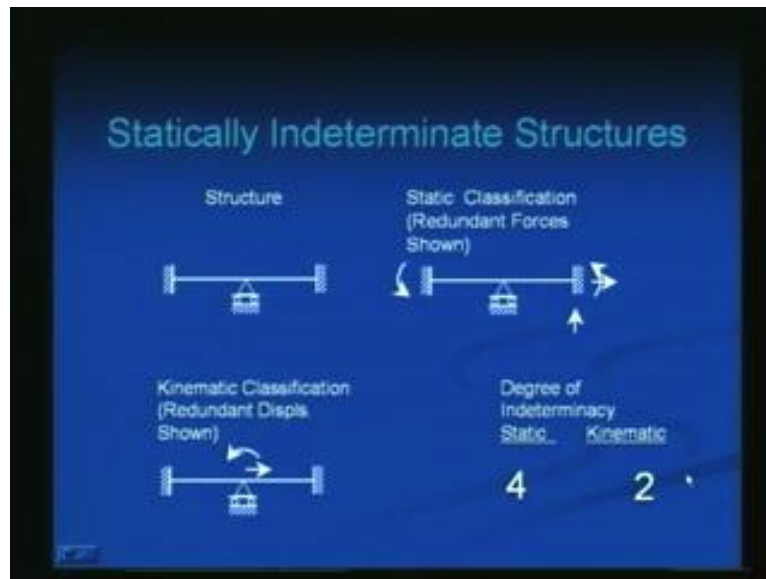 Statically Indeterminate Structures
Structure
Static Classification
(Redundant Forces
Shown)
Kinematic Classification
(Redundant Displs
Shown)
Degree of
Indeterminacy
Static
Kinematic
4
2